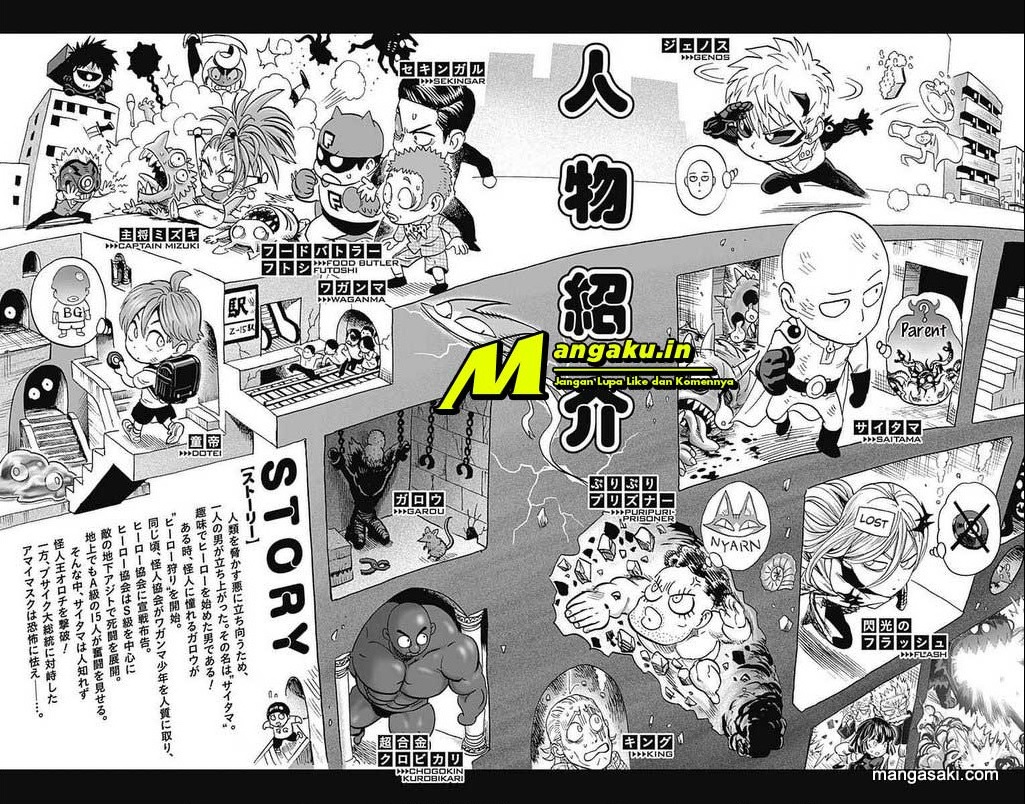 人物紹介
ジェノス
▶▶▶GENOS
セキンガル
▶▶▶SEKINGAR
主将ミズキ
▶▶▶CAPTAIN MIZUKI
フードバトラー
フトシ
▶▶▶FOOD BUTLER
FUTOSHI
ワガンマ
▶▶▶WAGANMA
F
F
BG
駅
Z-15
童帝
▶▶▶DOTEI
Mangaku.in
Jangan Lupa Like dan Komennya
?
Parent
サイタマ
▶▶▶SAITAMA
ガロウ
▶▶▶GAROU
ぷりぷり
プリズナー
▶▶▶PURIPURI-
PRISONER
NYARN
LOST
閃光の
フラッシュ
▶▶▶FLASH
超合金
クロビカリ
▶▶▶CHOGOKIN
KUROBIKARI
キング
▶▶▶KING
STORY
[ストーリー]
人類を脅かす悪に立ち向うため、
一人の男が立ち上がった。その名は"サイタマ"。
趣味でヒーローを始めた男である!
ある時、怪人に憧れるガロウが
"ヒーロー狩り"を開始。
同じ頃、怪人協会がワガンマ少年を人質に取り、
ヒーロー協会に宣戦布告。
ヒーロー協会はS級を中心に
敵の地下アジトで死闘を展開。
地上でもA級の15人が奮闘を見せる。
そんな中、サイタマは人知れず
怪人王オロチを撃破!
一方、ブサイク大総統に対峙した
アマイマスクは恐怖に怯え……。
mangasaki.com